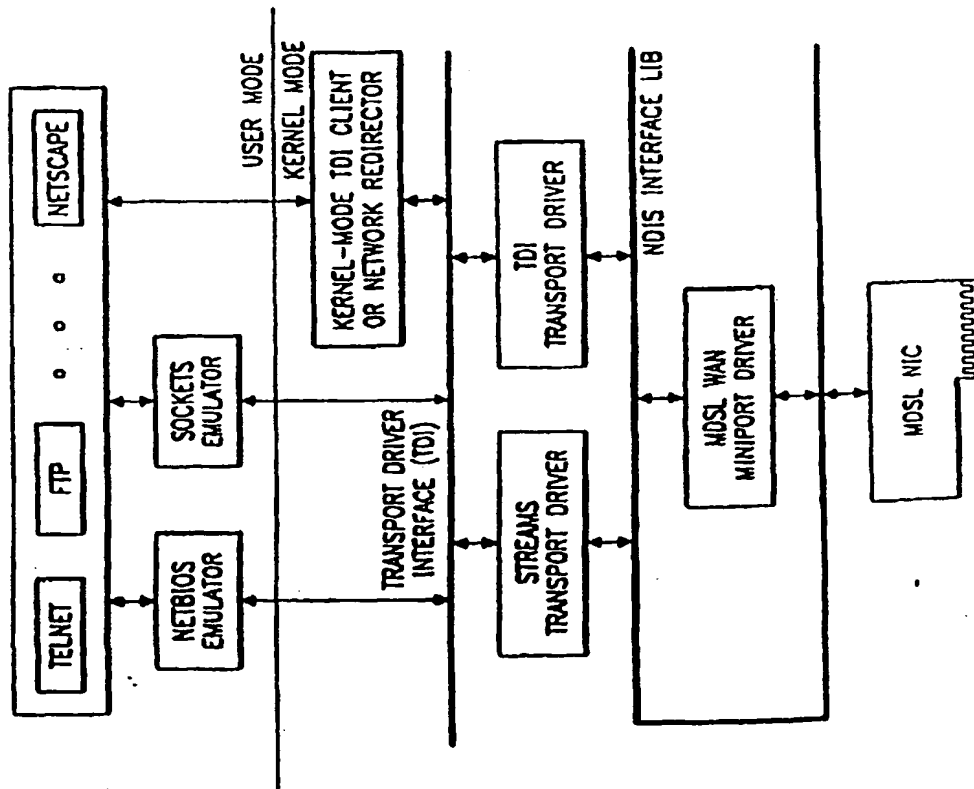 TELNET
FTP
NETSCAPE
NETBIOS
EMULATOR
SOCKETS
EMULATOR
USER MODE
KERNEL MODE
KERNEL-MODE TDI CLIENT
OR NETWORK REDIRECTOR
TRANSPORT DRIVER
INTERFACE (TDI)
STREAMS
TRANSPORT DRIVER
TDI
TRANSPORT DRIVER
NDIS INTERFACE LIB
MDSL WAN
MINIPORT DRIVER
MDSL NIC